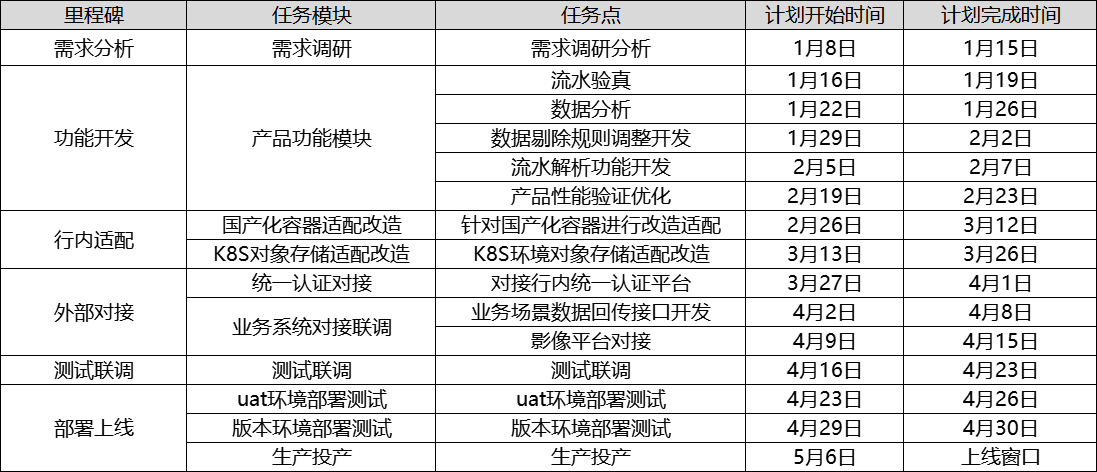 里程碑 任务模块 任务点 计划开始时间 计划完成时间
需求分析 需求调研 需求调研分析 1月8日 1月15日
功能开发 产品功能模块 流水验真 1月16日 1月19日
数据分析 1月22日 1月26日
数据剔除规则调整开发 1月29日 2月2日
流水解析功能开发 2月5日 2月7日
产品性能验证优化 2月19日 2月23日
行内适配 国产化容器适配改造 针对国产化容器进行改造适配 2月26日 3月12日
K8S对象存储适配改造 K8S环境对象存储适配改造 3月13日 3月26日
外部对接 统一认证对接 对接行内统一认证平台 3月27日 4月1日
业务系统对接联调 业务场景数据回传接口开发 4月2日 4月8日
影像平台对接 4月9日 4月15日
测试联调 测试联调 测试联调 4月16日 4月23日
部署上线 uat环境部署测试 uat环境部署测试 4月23日 4月26日
版本环境部署测试 版本环境部署测试 4月29日 4月30日
生产投产 生产投产 5月6日 上线窗口